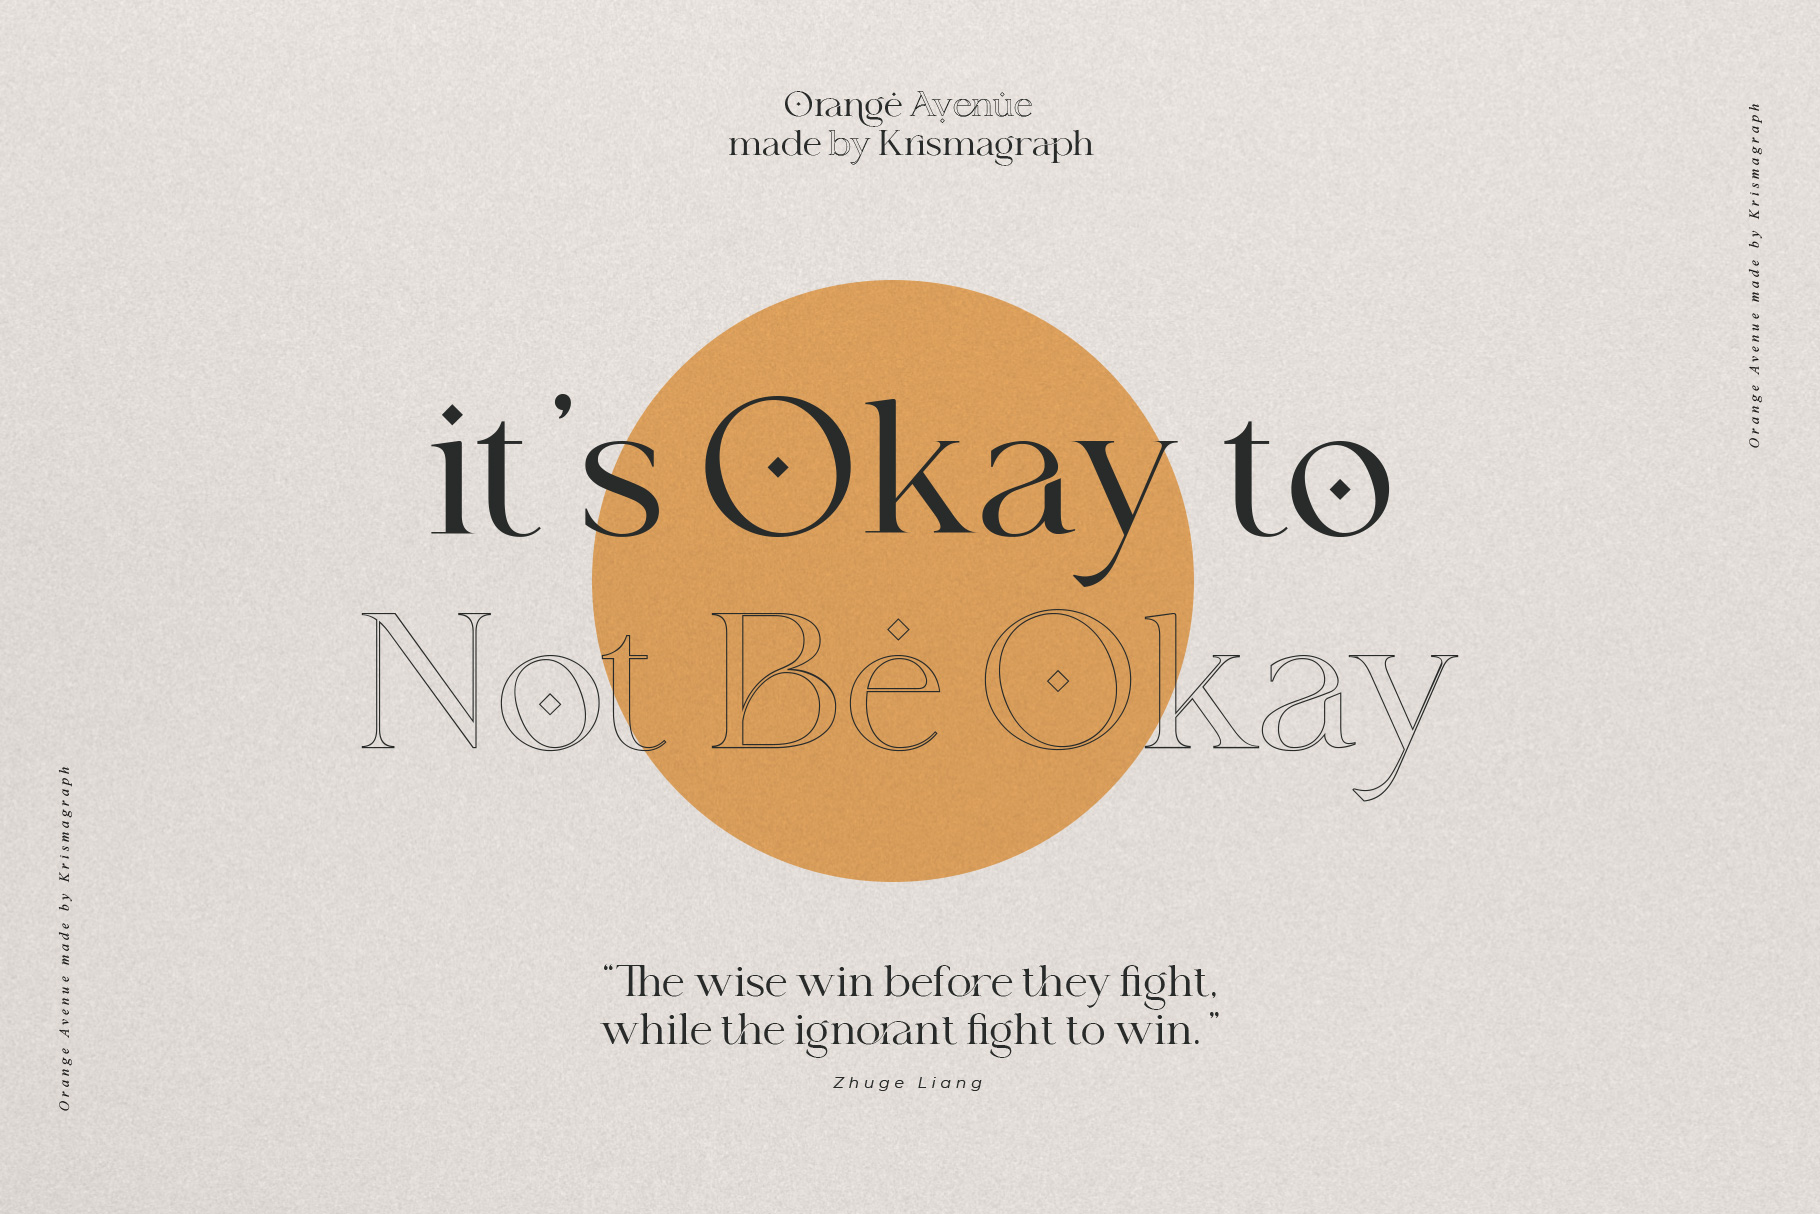 Orange Avenue
made by Krismagraph
Orange Avenue made by Krismagraph
it’s Okay to
Not Be Okay
Orange Avenue made by Krismagraph
“The wise win before they fight,
while the ignorant fight to win.”
Zhuge Liang